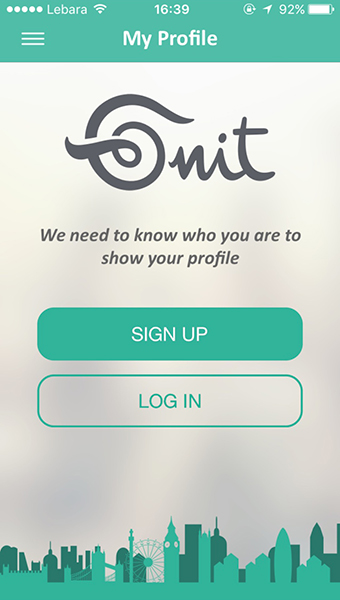 Lebara 16:39 92%
My Profile
Onit
We need to know who you are to
show your profile
SIGN UP
LOG IN